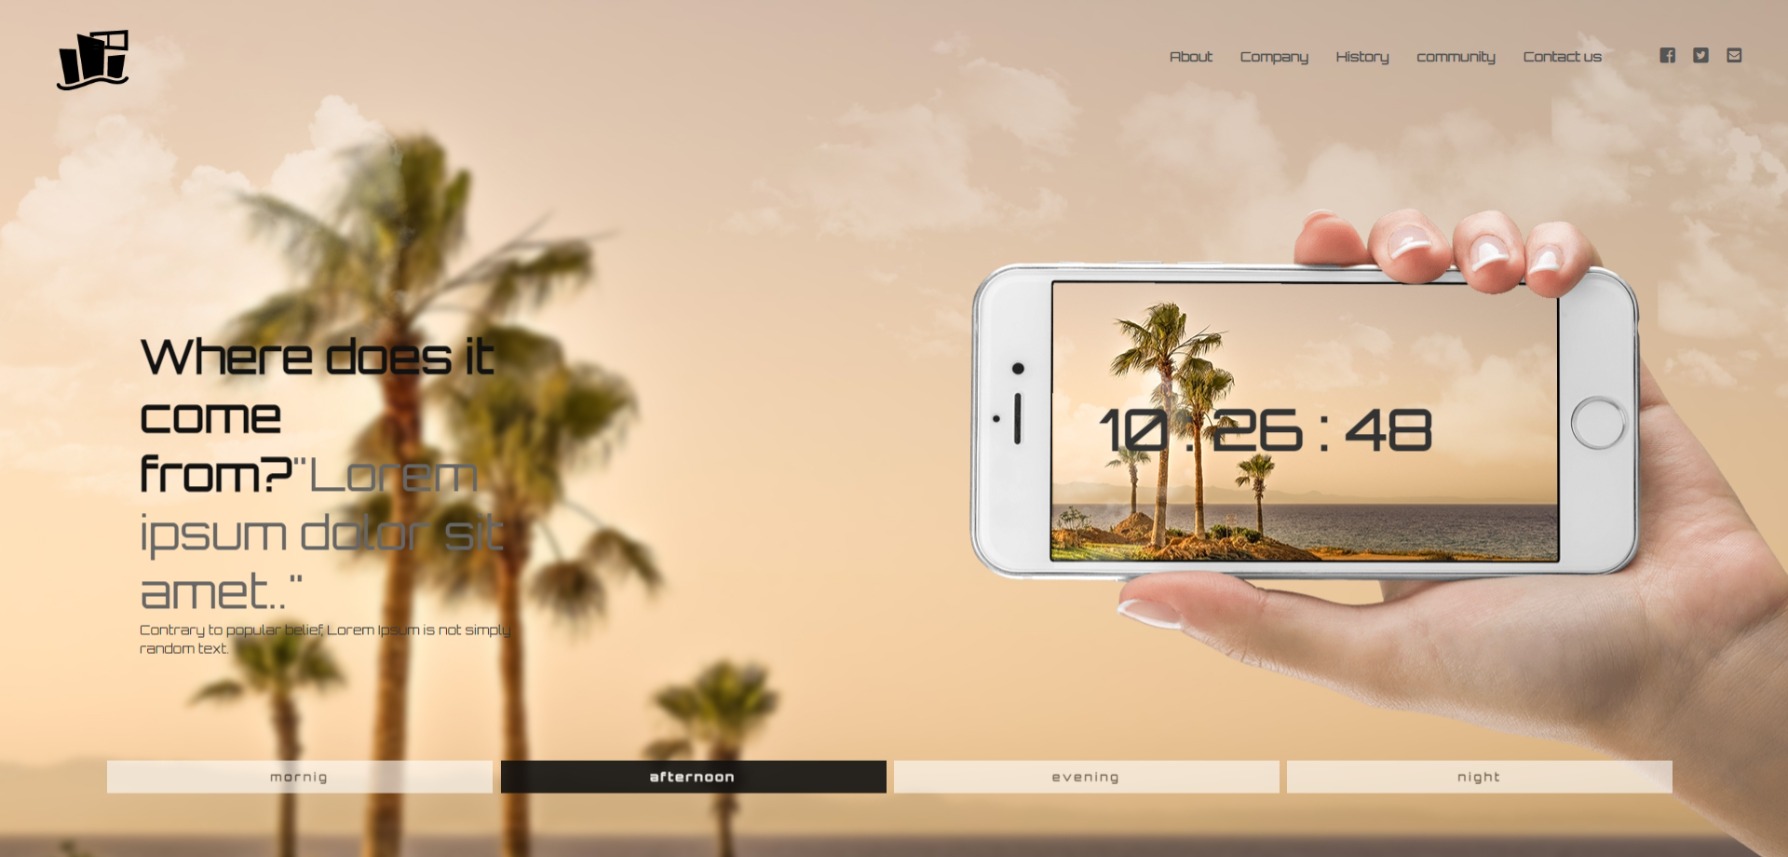 About Company History community Contact us
Where does it
come
from?"Lorem
ipsum dolor sit
amet.."
Contrary to popular belief, Lorem Ipsum is not simply
random text.
10 : 26 : 48
mornig afternoon evening night